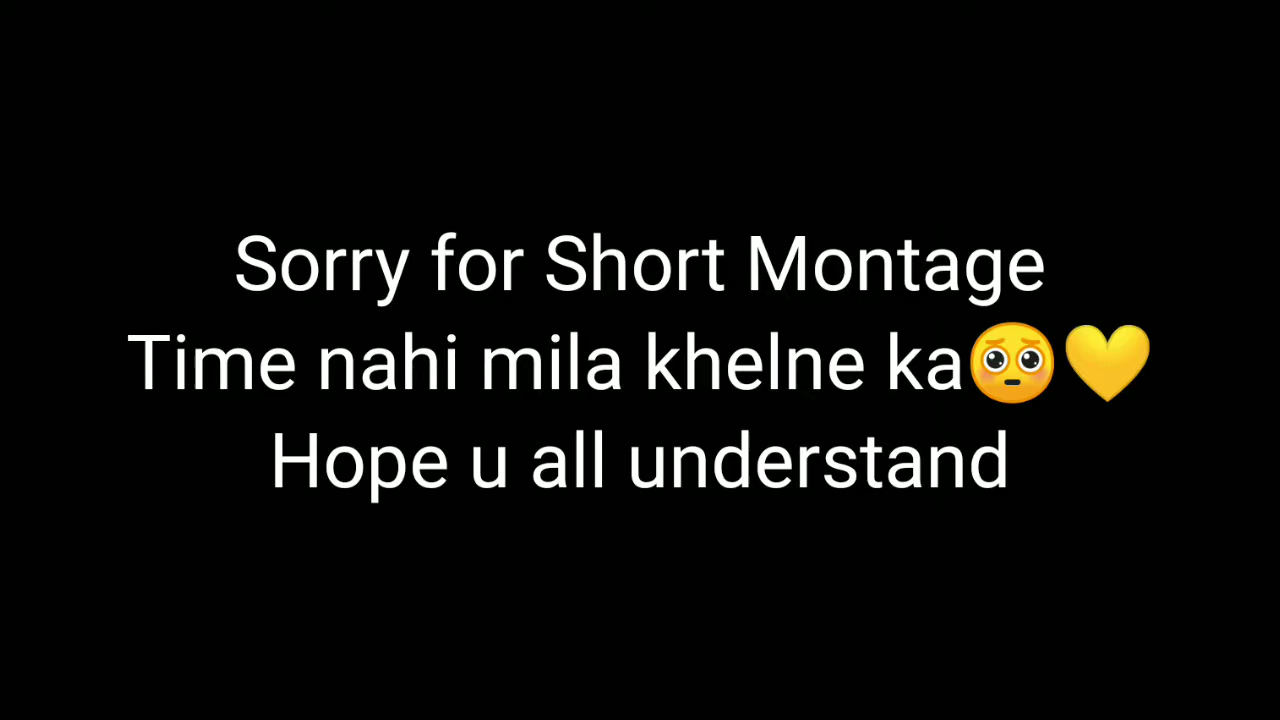 Sorry for Short Montage
Time nahi mila khelne ka🥺💛
Hope u all understand